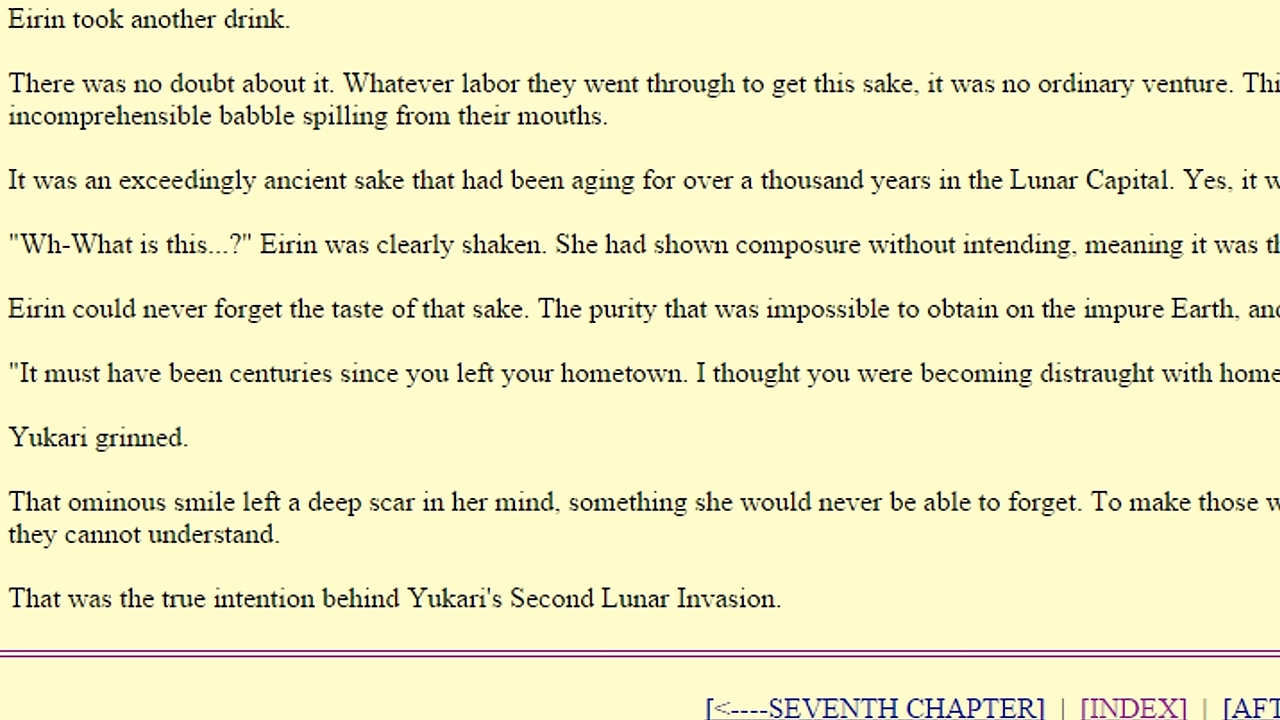 Eirin took another drink.
There was no doubt about it. Whatever labor they went through to get this sake, it was no ordinary venture.
incomprehensible babble spilling from their mouths.
It was an exceedingly ancient sake that had been aging for over a thousand years in the Lunar Capital. Yes, it
"Wh-What is this...?" Eirin was clearly shaken. She had shown composure without intending, meaning it was
Eirin could never forget the taste of that sake. The purity that was impossible to obtain on the impure Earth,
"It must have been centuries since you left your hometown. I thought you were becoming distraught with
Yukari grinned.
That ominous smile left a deep scar in her mind, something she would never be able to forget. To make those
they cannot understand.
That was the true intention behind Yukari's Second Lunar Invasion.
[<----SEVENTH CHAPTER] | [INDEX] |